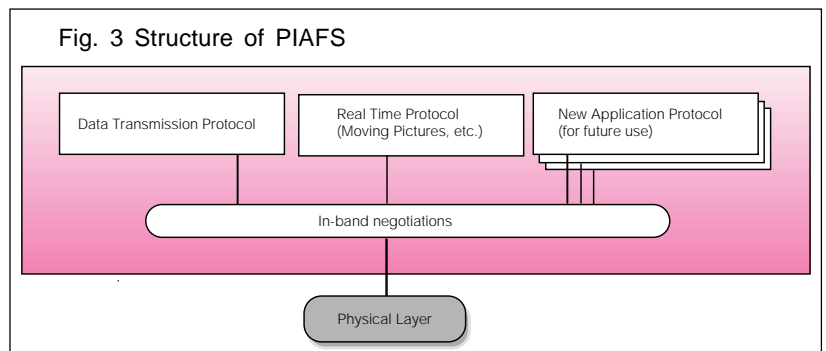 Fig. 3 Structure of PIAFS
Data Transmission Protocol
Real Time Protocol
(Moving Pictures, etc.)
New Application Protocol
(for future use)
In-band negotiations
Physical Layer